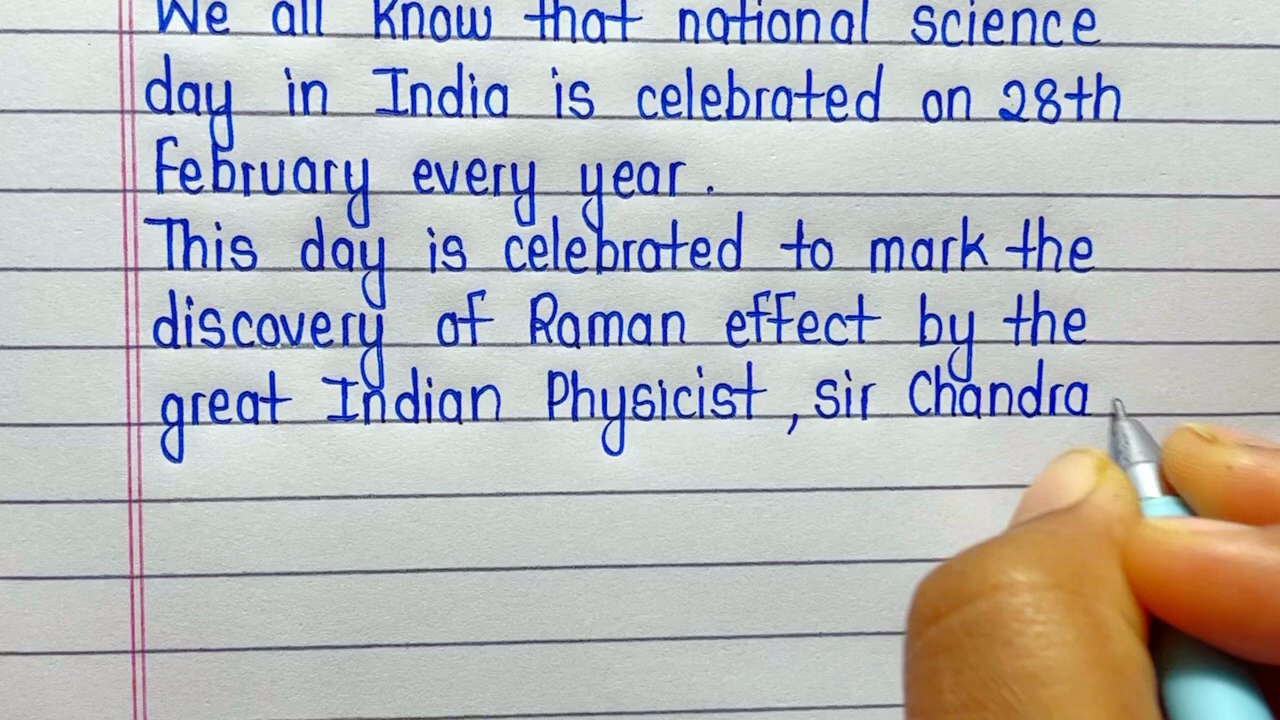 We all know that national science
day in India is celebrated on 28th
February every year.
This day is celebrated to mark the
discovery of Raman effect by the
great Indian Physicist, sir Chandra